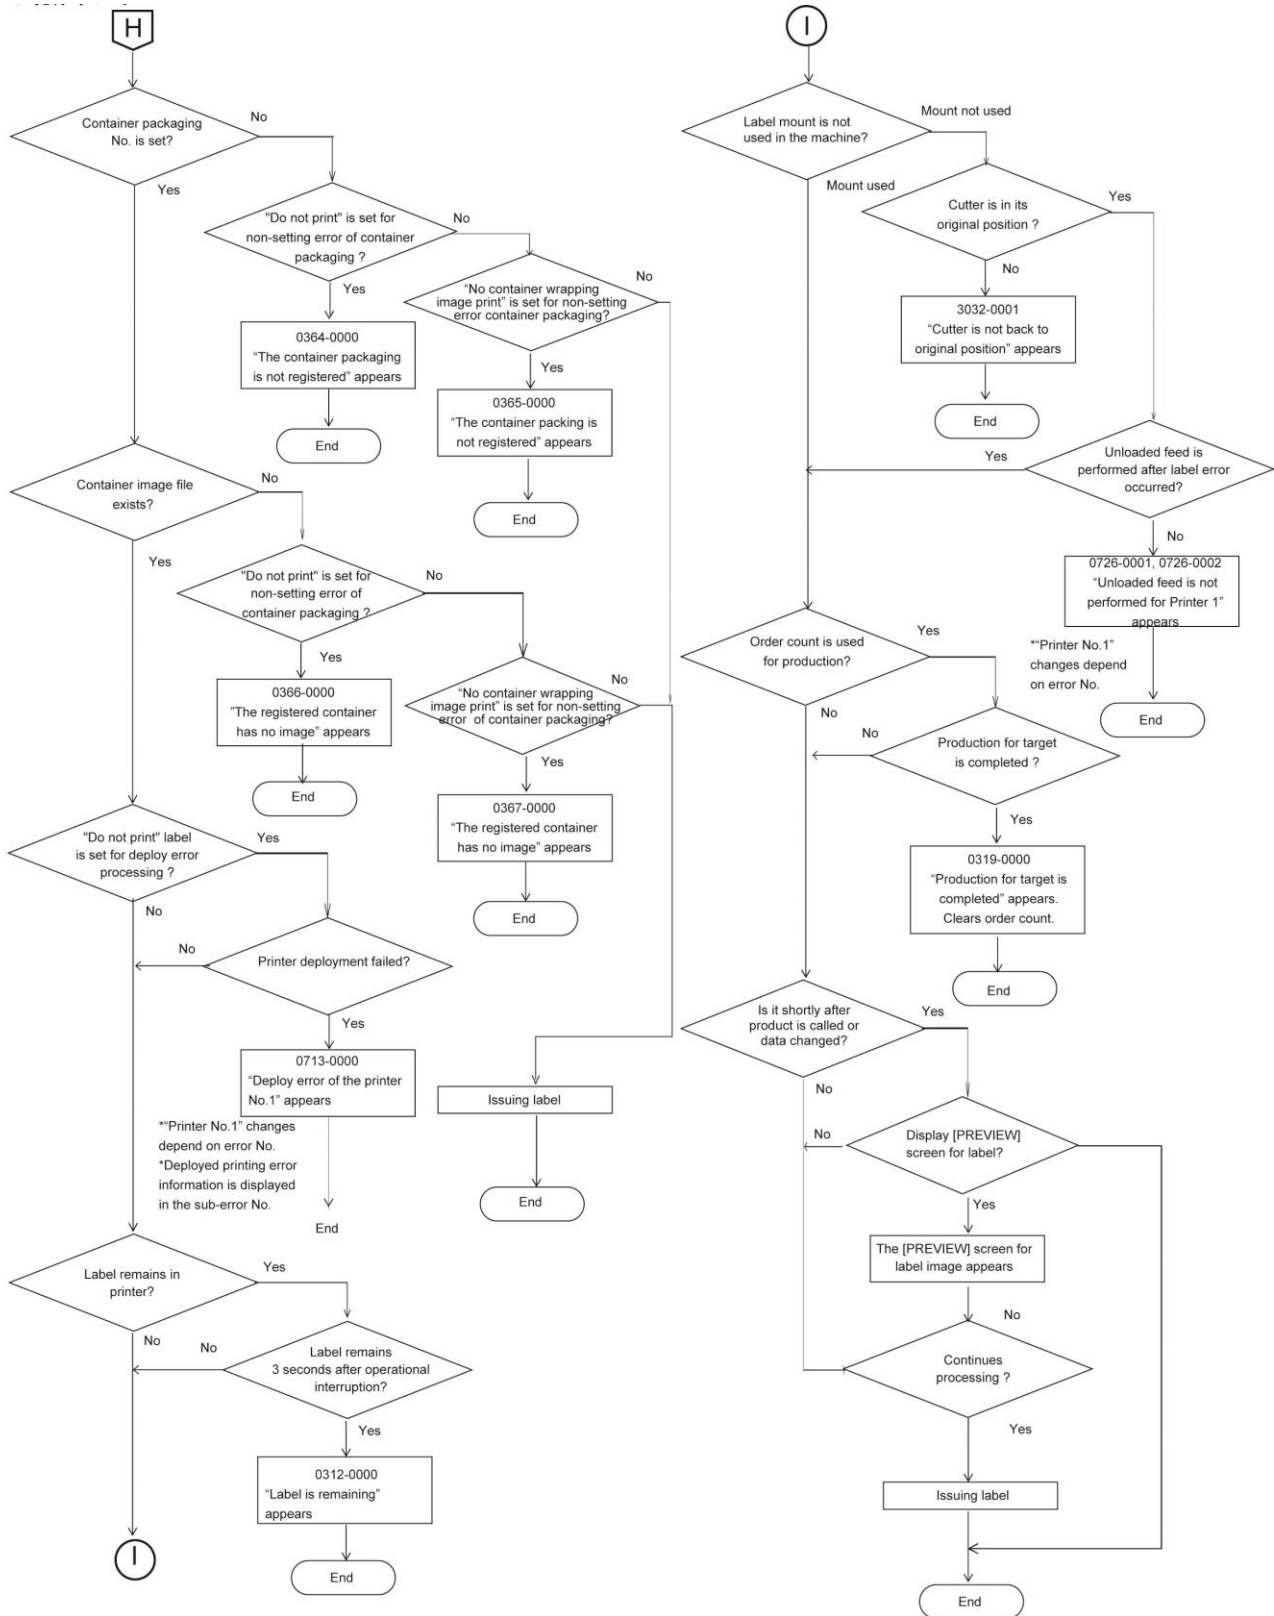 H
Container packaging
No. is set?
No
Yes
"Do not print" is set for
non-setting error of container
packaging ?
No
Yes
0364-0000
“The container packaging
is not registered” appears
End
“No container wrapping
image print” is set for non-setting
error container packaging?
No
Yes
0365-0000
“The container packing is
not registered” appears
End
Container image file
exists?
No
Yes
"Do not print" is set for
non-setting error of
container packaging ?
No
Yes
0366-0000
”The registered container
has no image” appears
End
“No container wrapping
image print” is set for non-setting
error of container packaging?
No
Yes
0367-0000
“The registered container
has no image” appears
End
"Do not print" label
is set for deploy error
processing ?
Yes
No
Printer deployment failed?
No
Yes
0713-0000
“Deploy error of the printer
No.1” appears
*“Printer No.1” changes
depend on error No.
*Deployed printing error
information is displayed
in the sub-error No.
End
Issuing label
End
Label remains in
printer?
Yes
No
Label remains
3 seconds after operational
interruption?
No
Yes
0312-0000
“Label is remaining”
appears
End
I
I
Label mount is not
used in the machine?
Mount not used
Mount used
Cutter is in its
original position ?
Yes
No
3032-0001
“Cutter is not back to
original position” appears
End
Unloaded feed is
performed after label error
occurred?
Yes
No
0726-0001, 0726-0002
“Unloaded feed is not
performed for Printer 1”
appears
*“Printer No.1”
changes depend
on error No.
End
Order count is used
for production?
Yes
No
Production for target
is completed ?
No
Yes
0319-0000
“Production for target is
completed” appears.
Clears order count.
End
Is it shortly after
product is called or
data changed?
Yes
No
Display [PREVIEW]
screen for label?
No
Yes
The [PREVIEW] screen for
label image appears
No
Continues
processing ?
Yes
Issuing label
End